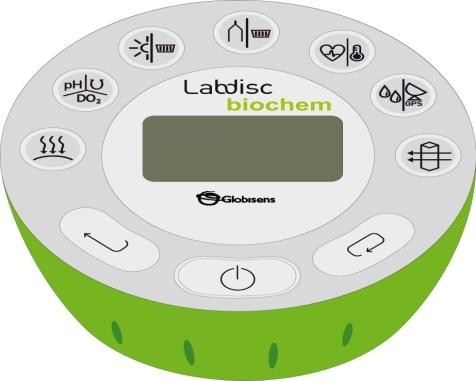 pH
DO₂
GPS
Labdisc
biochem
Globisens